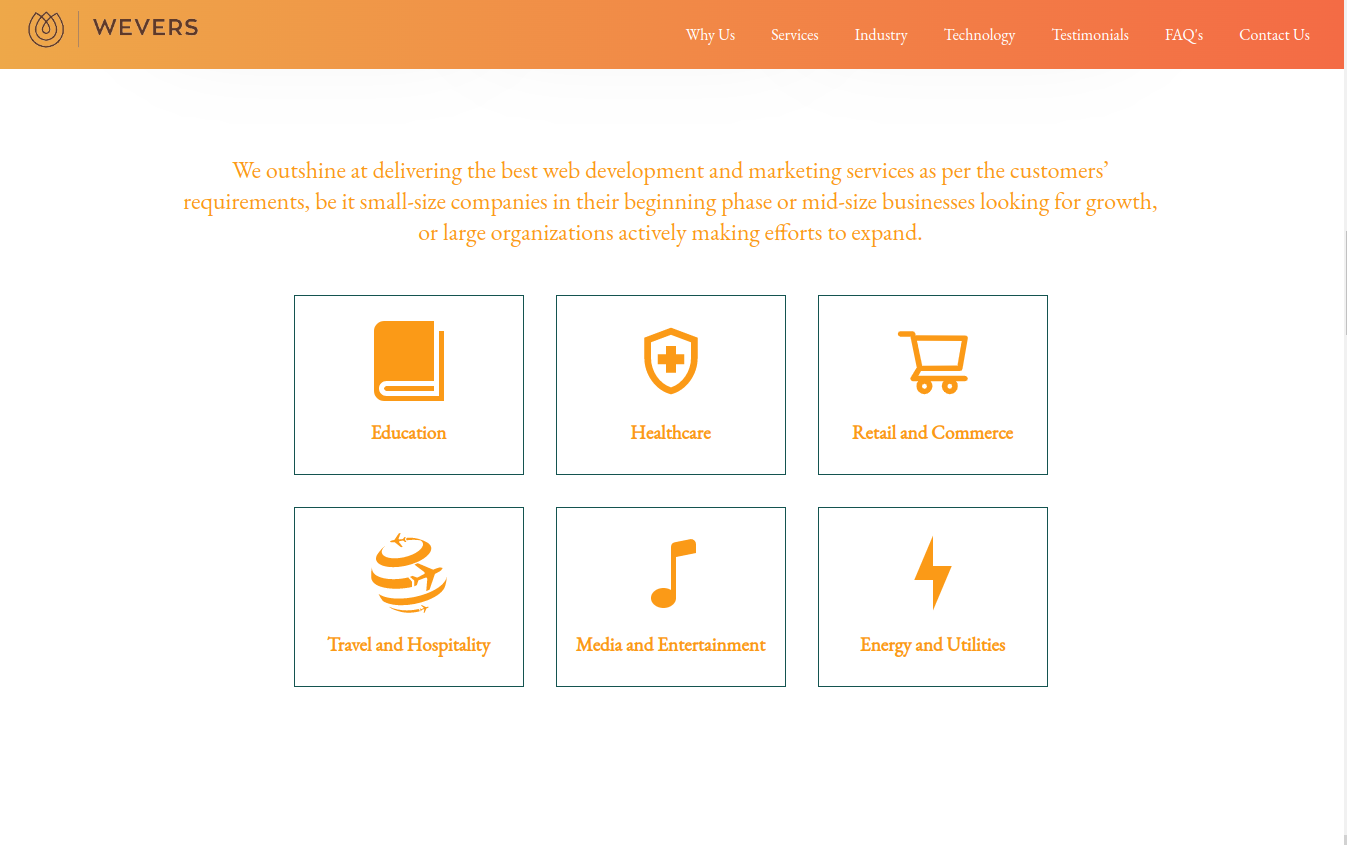 WEVERS
Why Us Services Industry Technology Testimonials FAQ's Contact Us
We outshine at delivering the best web development and marketing services as per the customers’
requirements, be it small-size companies in their beginning phase or mid-size businesses looking for growth,
or large organizations actively making efforts to expand.
Education
Healthcare
Retail and Commerce
Travel and Hospitality
Media and Entertainment
Energy and Utilities